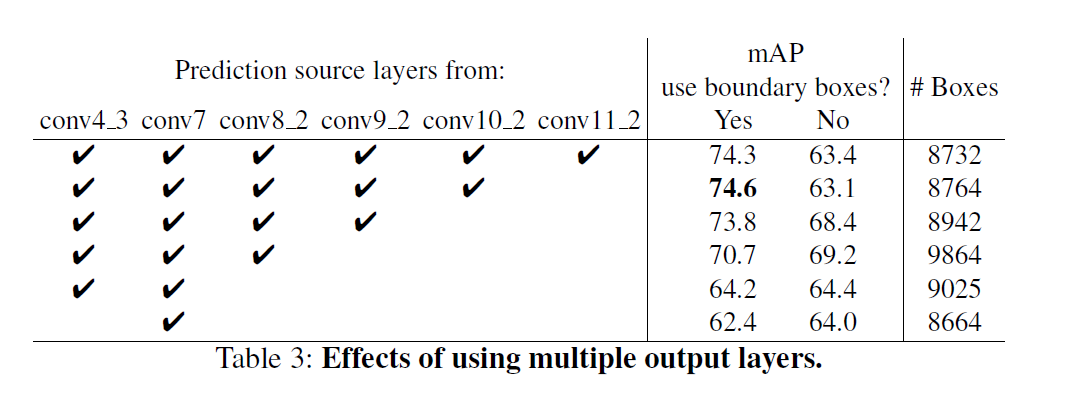 Prediction source layers from:
mAP
use boundary boxes? # Boxes
conv4_3 conv7 conv8_2 conv9_2 conv10_2 conv11_2 Yes No
✔ ✔ ✔ ✔ ✔ ✔ 74.3 63.4 8732
✔ ✔ ✔ ✔ ✔ 74.6 63.1 8764
✔ ✔ ✔ ✔ 73.8 68.4 8942
✔ ✔ ✔ 70.7 69.2 9864
✔ ✔ 64.2 64.4 9025
✔ 62.4 64.0 8664
Table 3: Effects of using multiple output layers.